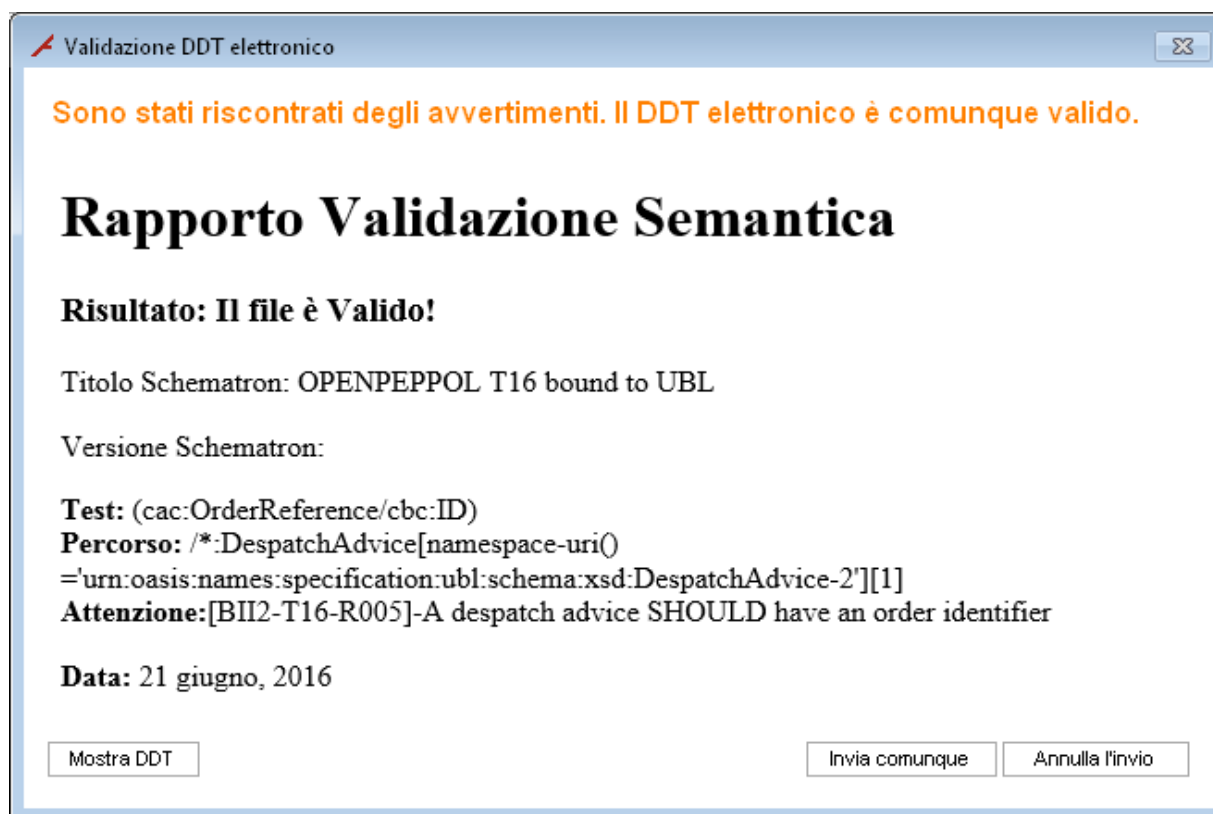 Validazione DDT elettronico
Sono stati riscontrati degli avvertimenti. Il DDT elettronico è comunque valido.
Rapporto Validazione Semantica
Risultato: Il file è Valido!
Titolo Schematron: OPENPEPPOL T16 bound to UBL
Versione Schematron:
Test: (cac:OrderReference/cbc:ID)
Percorso: /*:DespatchAdvice[namespace-uri()
='urn:oasis:names:specification:ubl:schema:xsd:DespatchAdvice-2'][1]
Attenzione:[BII2-T16-R005]-A despatch advice SHOULD have an order identifier
Data: 21 giugno, 2016
Mostra DDT
Invia comunque
Annulla l'invio